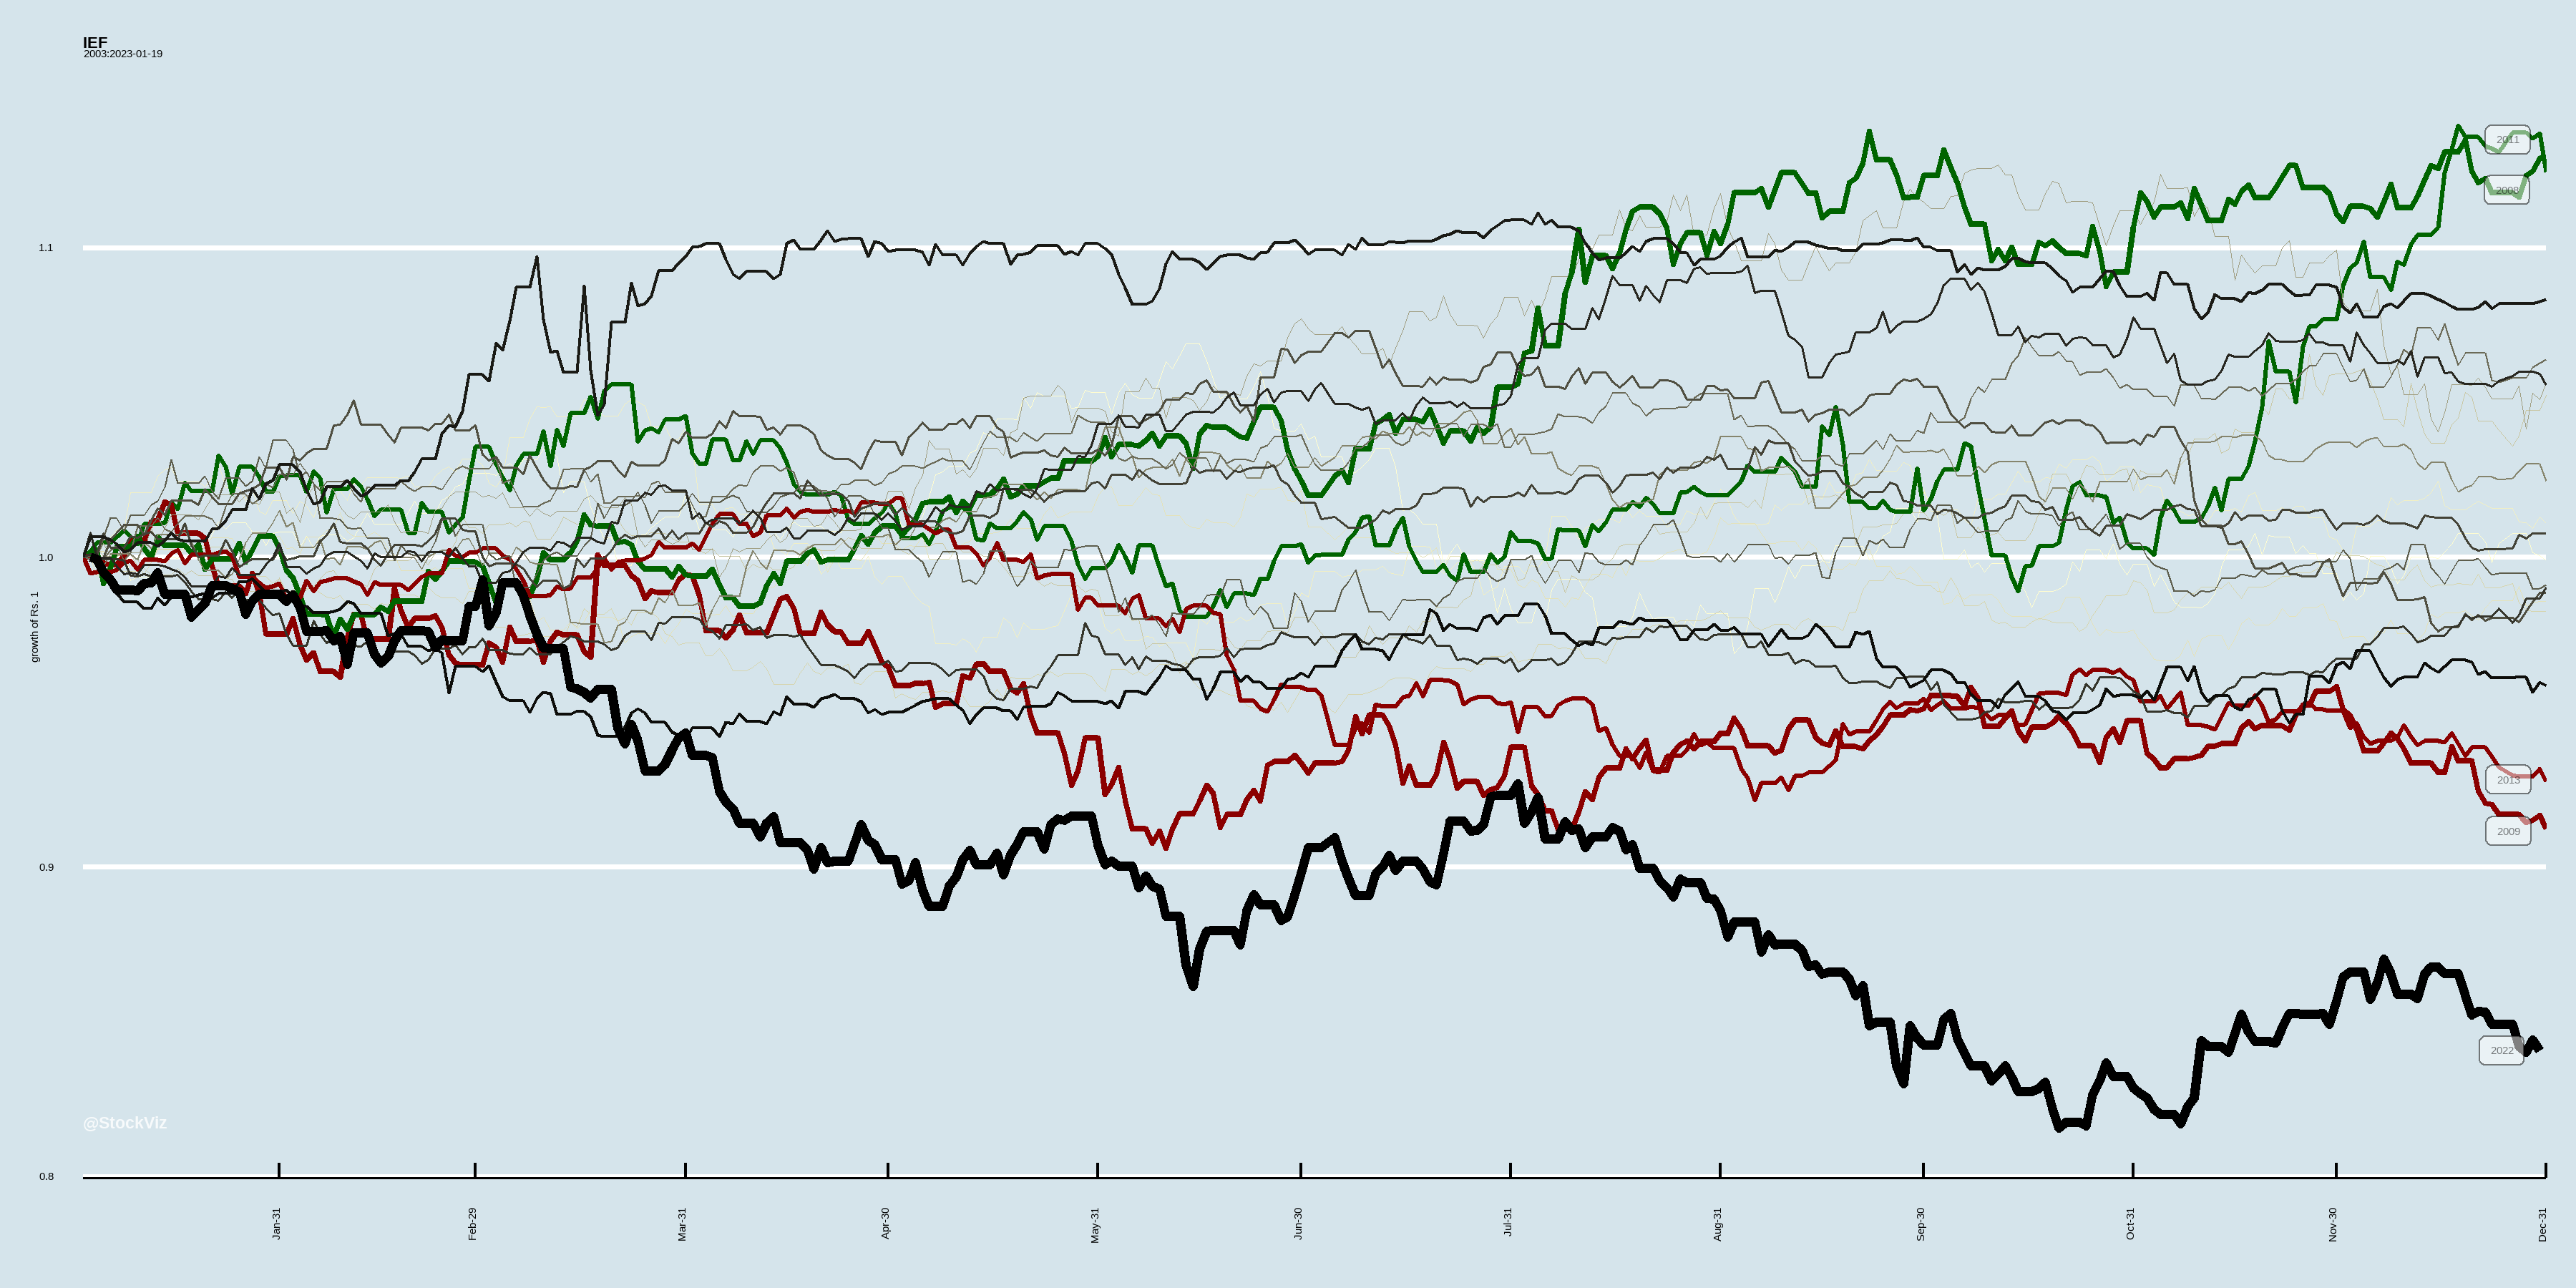 IEF
2003:2023-01-19
2011
2008
1.1
1.0
growth of Rs. 1
2013
2009
0.9
2022
@StockViz
0.8
Jan-31
Feb-29
Mar-31
Apr-30
May-31
Jun-30
Jul-31
Aug-31
Sep-30
Oct-31
Nov-30
Dec-31